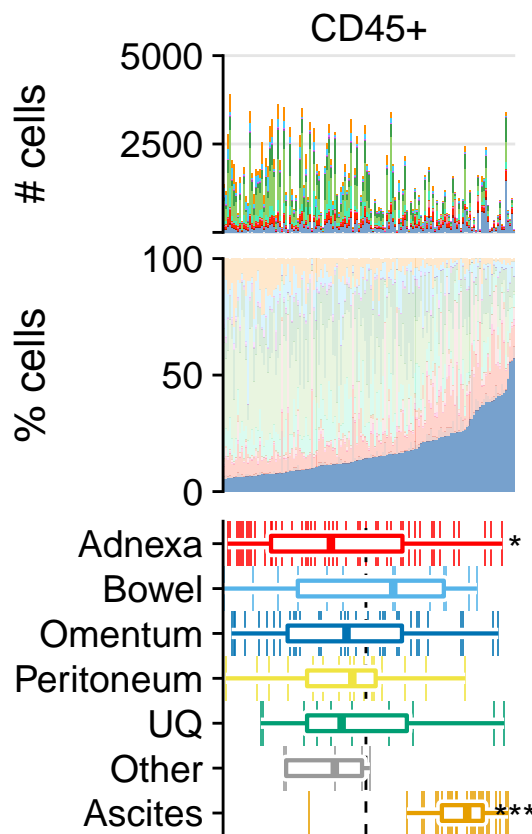 CD45+
# cells
5000
2500
% cells
100
50
0
Adnexa *
Bowel
Omentum
Peritoneum
UQ
Other
Ascites ***